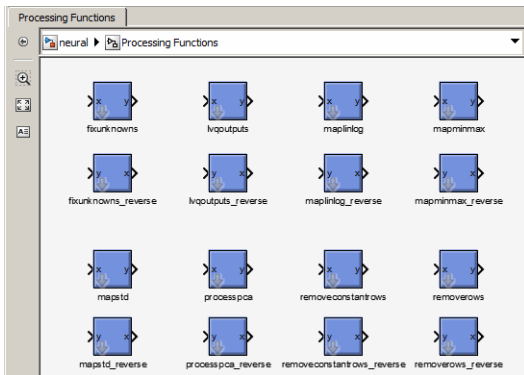 Processing Functions
neural Processing Functions
x y x y x y x y
fixunknowns lvqoutputs maplinlog mapminmax
y x y x y x y x
fixunknowns_reverse lvqoutputs_reverse maplinlog_reverse mapminmax_reverse
x y x y x y x y
mapstd processpca removeconstantrows removerows
y x y x y x y x
mapstd_reverse processpca_reverse removeconstantrows_reverse removerows_reverse